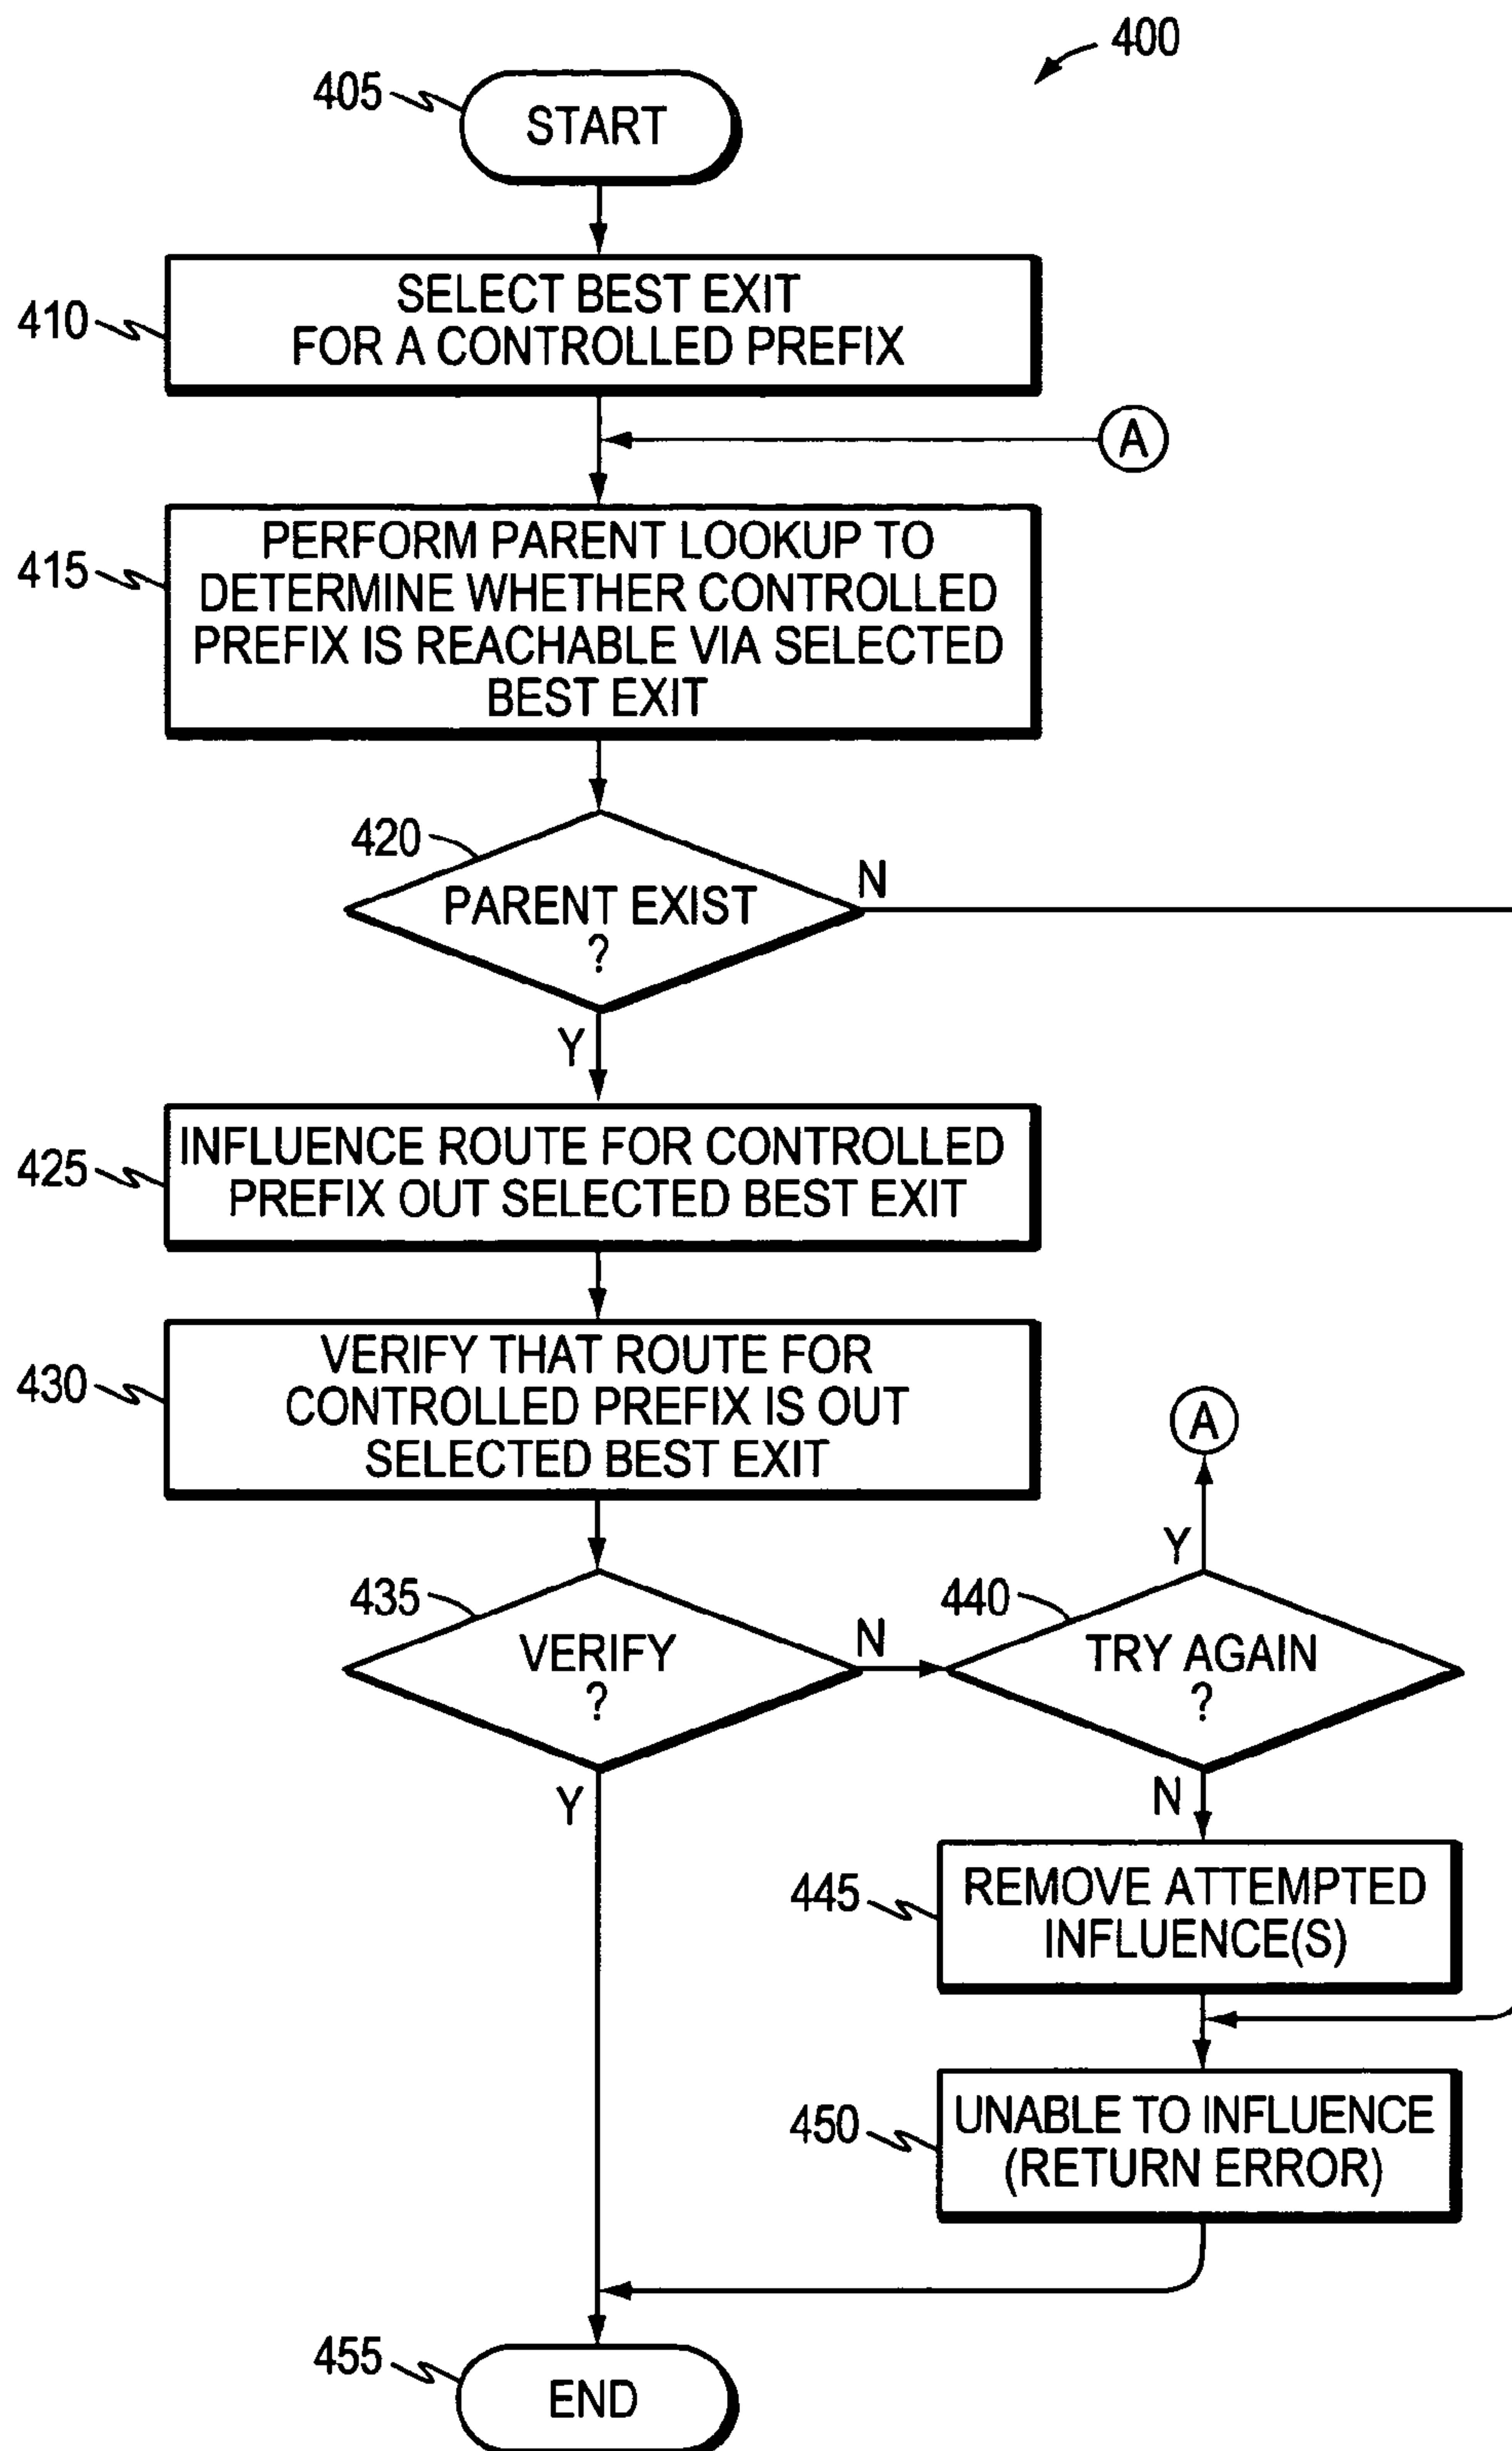 400
405
START
410
SELECT BEST EXIT
FOR A CONTROLLED PREFIX
A
415
PERFORM PARENT LOOKUP TO
DETERMINE WHETHER CONTROLLED
PREFIX IS REACHABLE VIA SELECTED
BEST EXIT
420
PARENT EXIST
?
N
Y
425
INFLUENCE ROUTE FOR CONTROLLED
PREFIX OUT SELECTED BEST EXIT
430
VERIFY THAT ROUTE FOR
CONTROLLED PREFIX IS OUT
SELECTED BEST EXIT
A
Y
435
VERIFY
?
N
440
TRY AGAIN
?
Y
N
445
REMOVE ATTEMPTED
INFLUENCE(S)
450
UNABLE TO INFLUENCE
(RETURN ERROR)
455
END